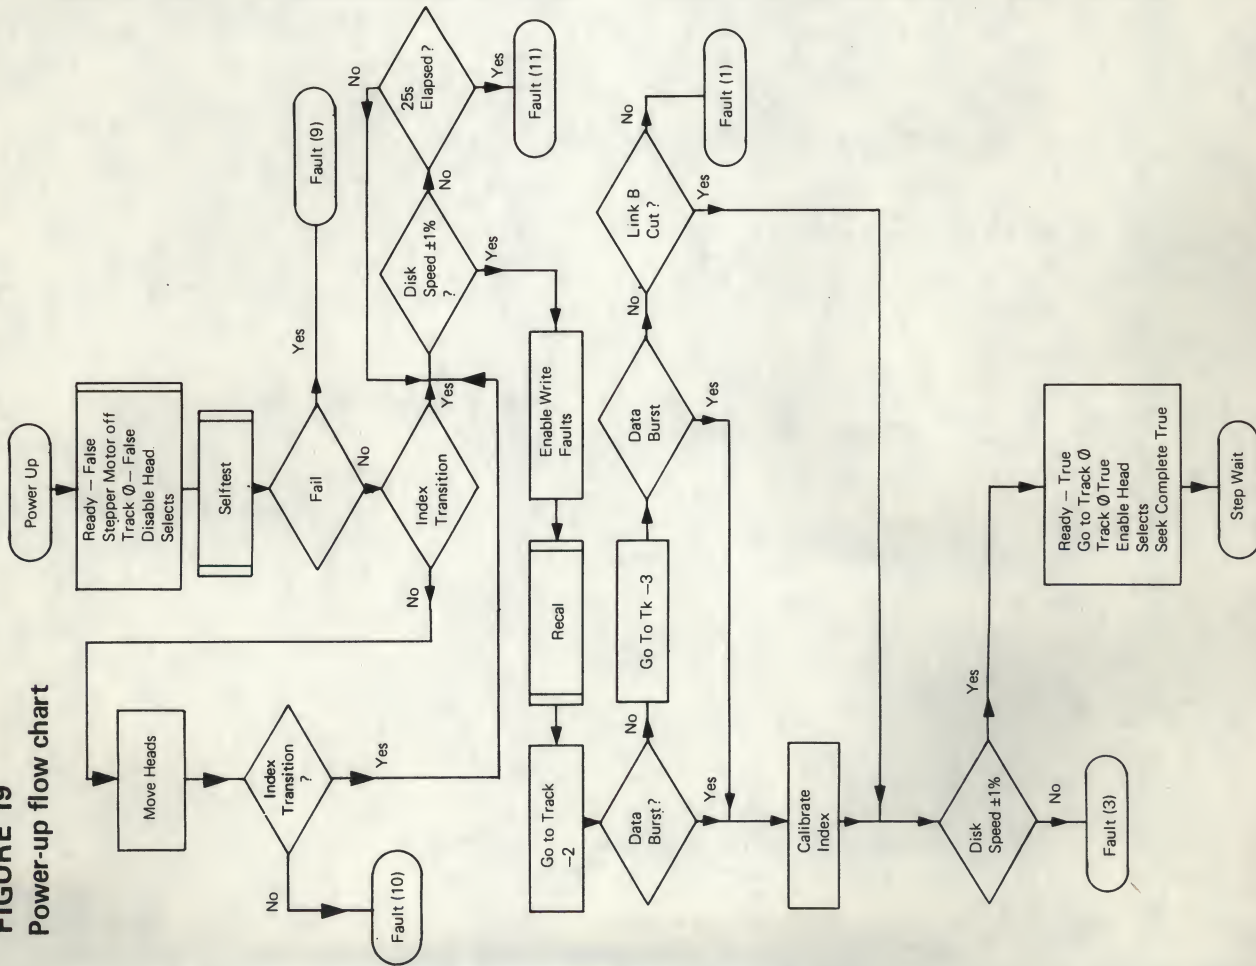 FIGURE 19
Power-up flow chart
Power Up
Ready – False
Stepper Motor off
Track Ø – False
Disable Head
Selects
Selftest
Fail
Yes
Fault (9)
No
Index
Transition
No
Yes
Move Heads
Index
Transition
?
No
Fault (10)
Yes
Disk
Speed ±1%
?
No
25s
Elapsed ?
No
Yes
Fault (11)
Yes
Enable Write
Faults
Recal
Go to Track
–2
Data
Burst ?
No
Go To Tk –3
Data
Burst
No
Link B
Cut ?
No
Fault (1)
Yes
Yes
Yes
Calibrate
Index
Disk
Speed ±1%
No
Fault (3)
Yes
Ready – True
Go to Track Ø
Track Ø True
Enable Head
Selects
Seek Complete True
Step Wait